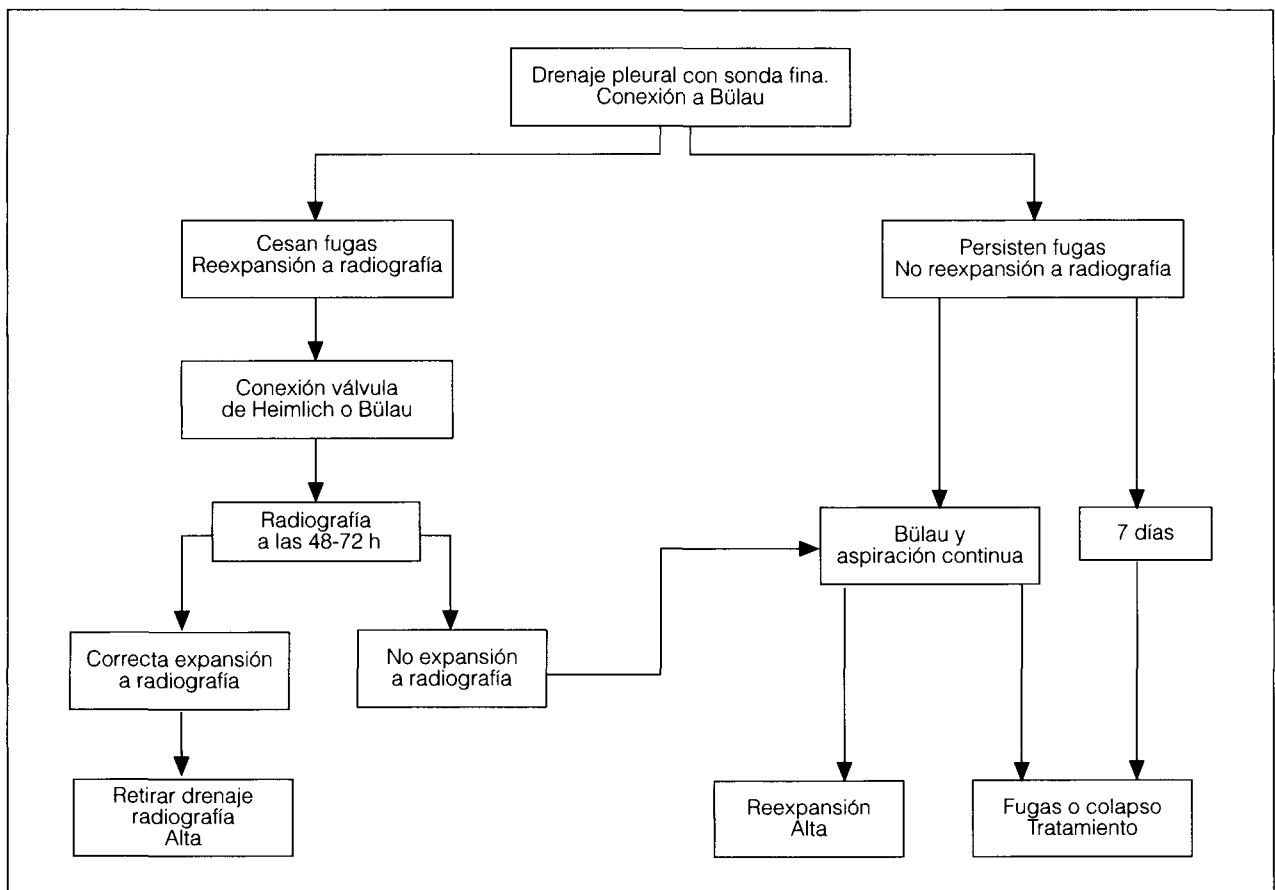 Drenaje pleural con sonda fina.
Conexión a Bülau
Cesan fugas
Reexpansión a radiografía
Persisten fugas
No reexpansión a radiografía
Conexión válvula
de Heimlich o Bülau
Radiografía
a las 48-72 h
Bülau y
aspiración continua
7 días
Correcta expansión
a radiografía
No expansión
a radiografía
Retirar drenaje
radiografía
Alta
Reexpansión
Alta
Fugas o colapso
Tratamiento